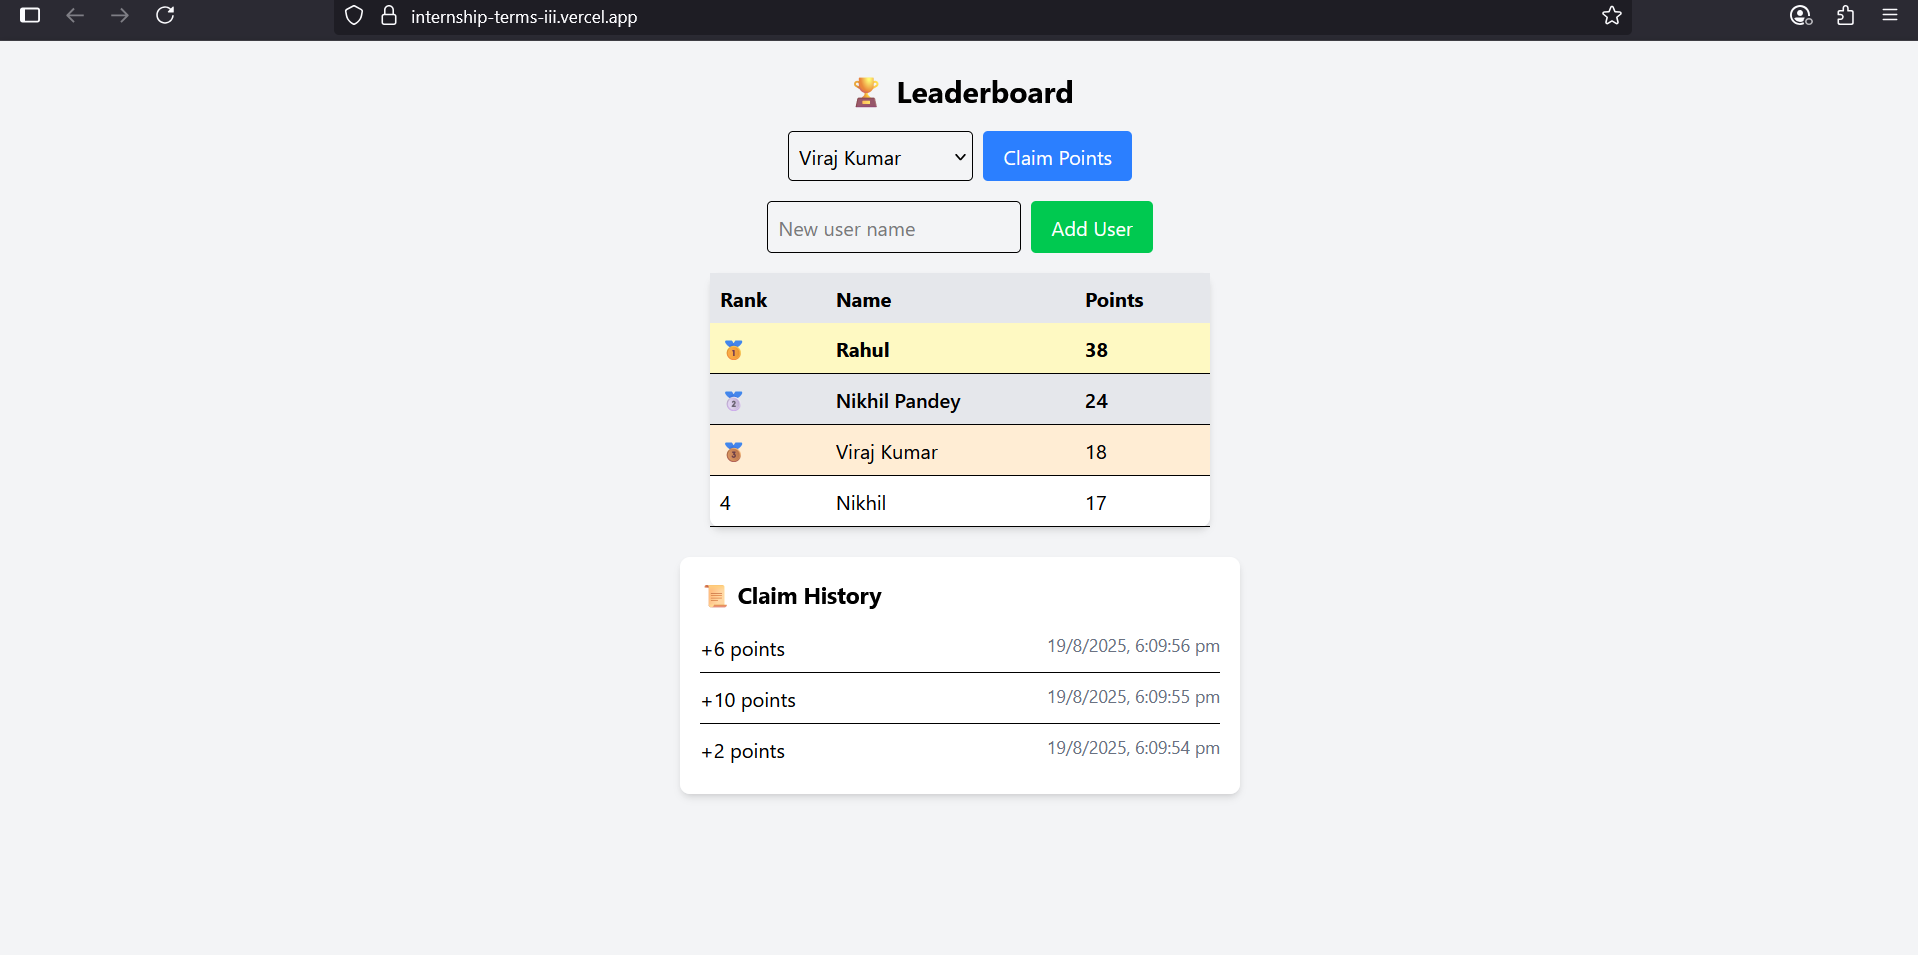 internship-terms-iii.vercel.app
🏆 Leaderboard
Viraj Kumar Claim Points
New user name Add User
Rank Name Points
🥇 Rahul 38
🥈 Nikhil Pandey 24
🥉 Viraj Kumar 18
4 Nikhil 17
📜 Claim History
+6 points 19/8/2025, 6:09:56 pm
+10 points 19/8/2025, 6:09:55 pm
+2 points 19/8/2025, 6:09:54 pm